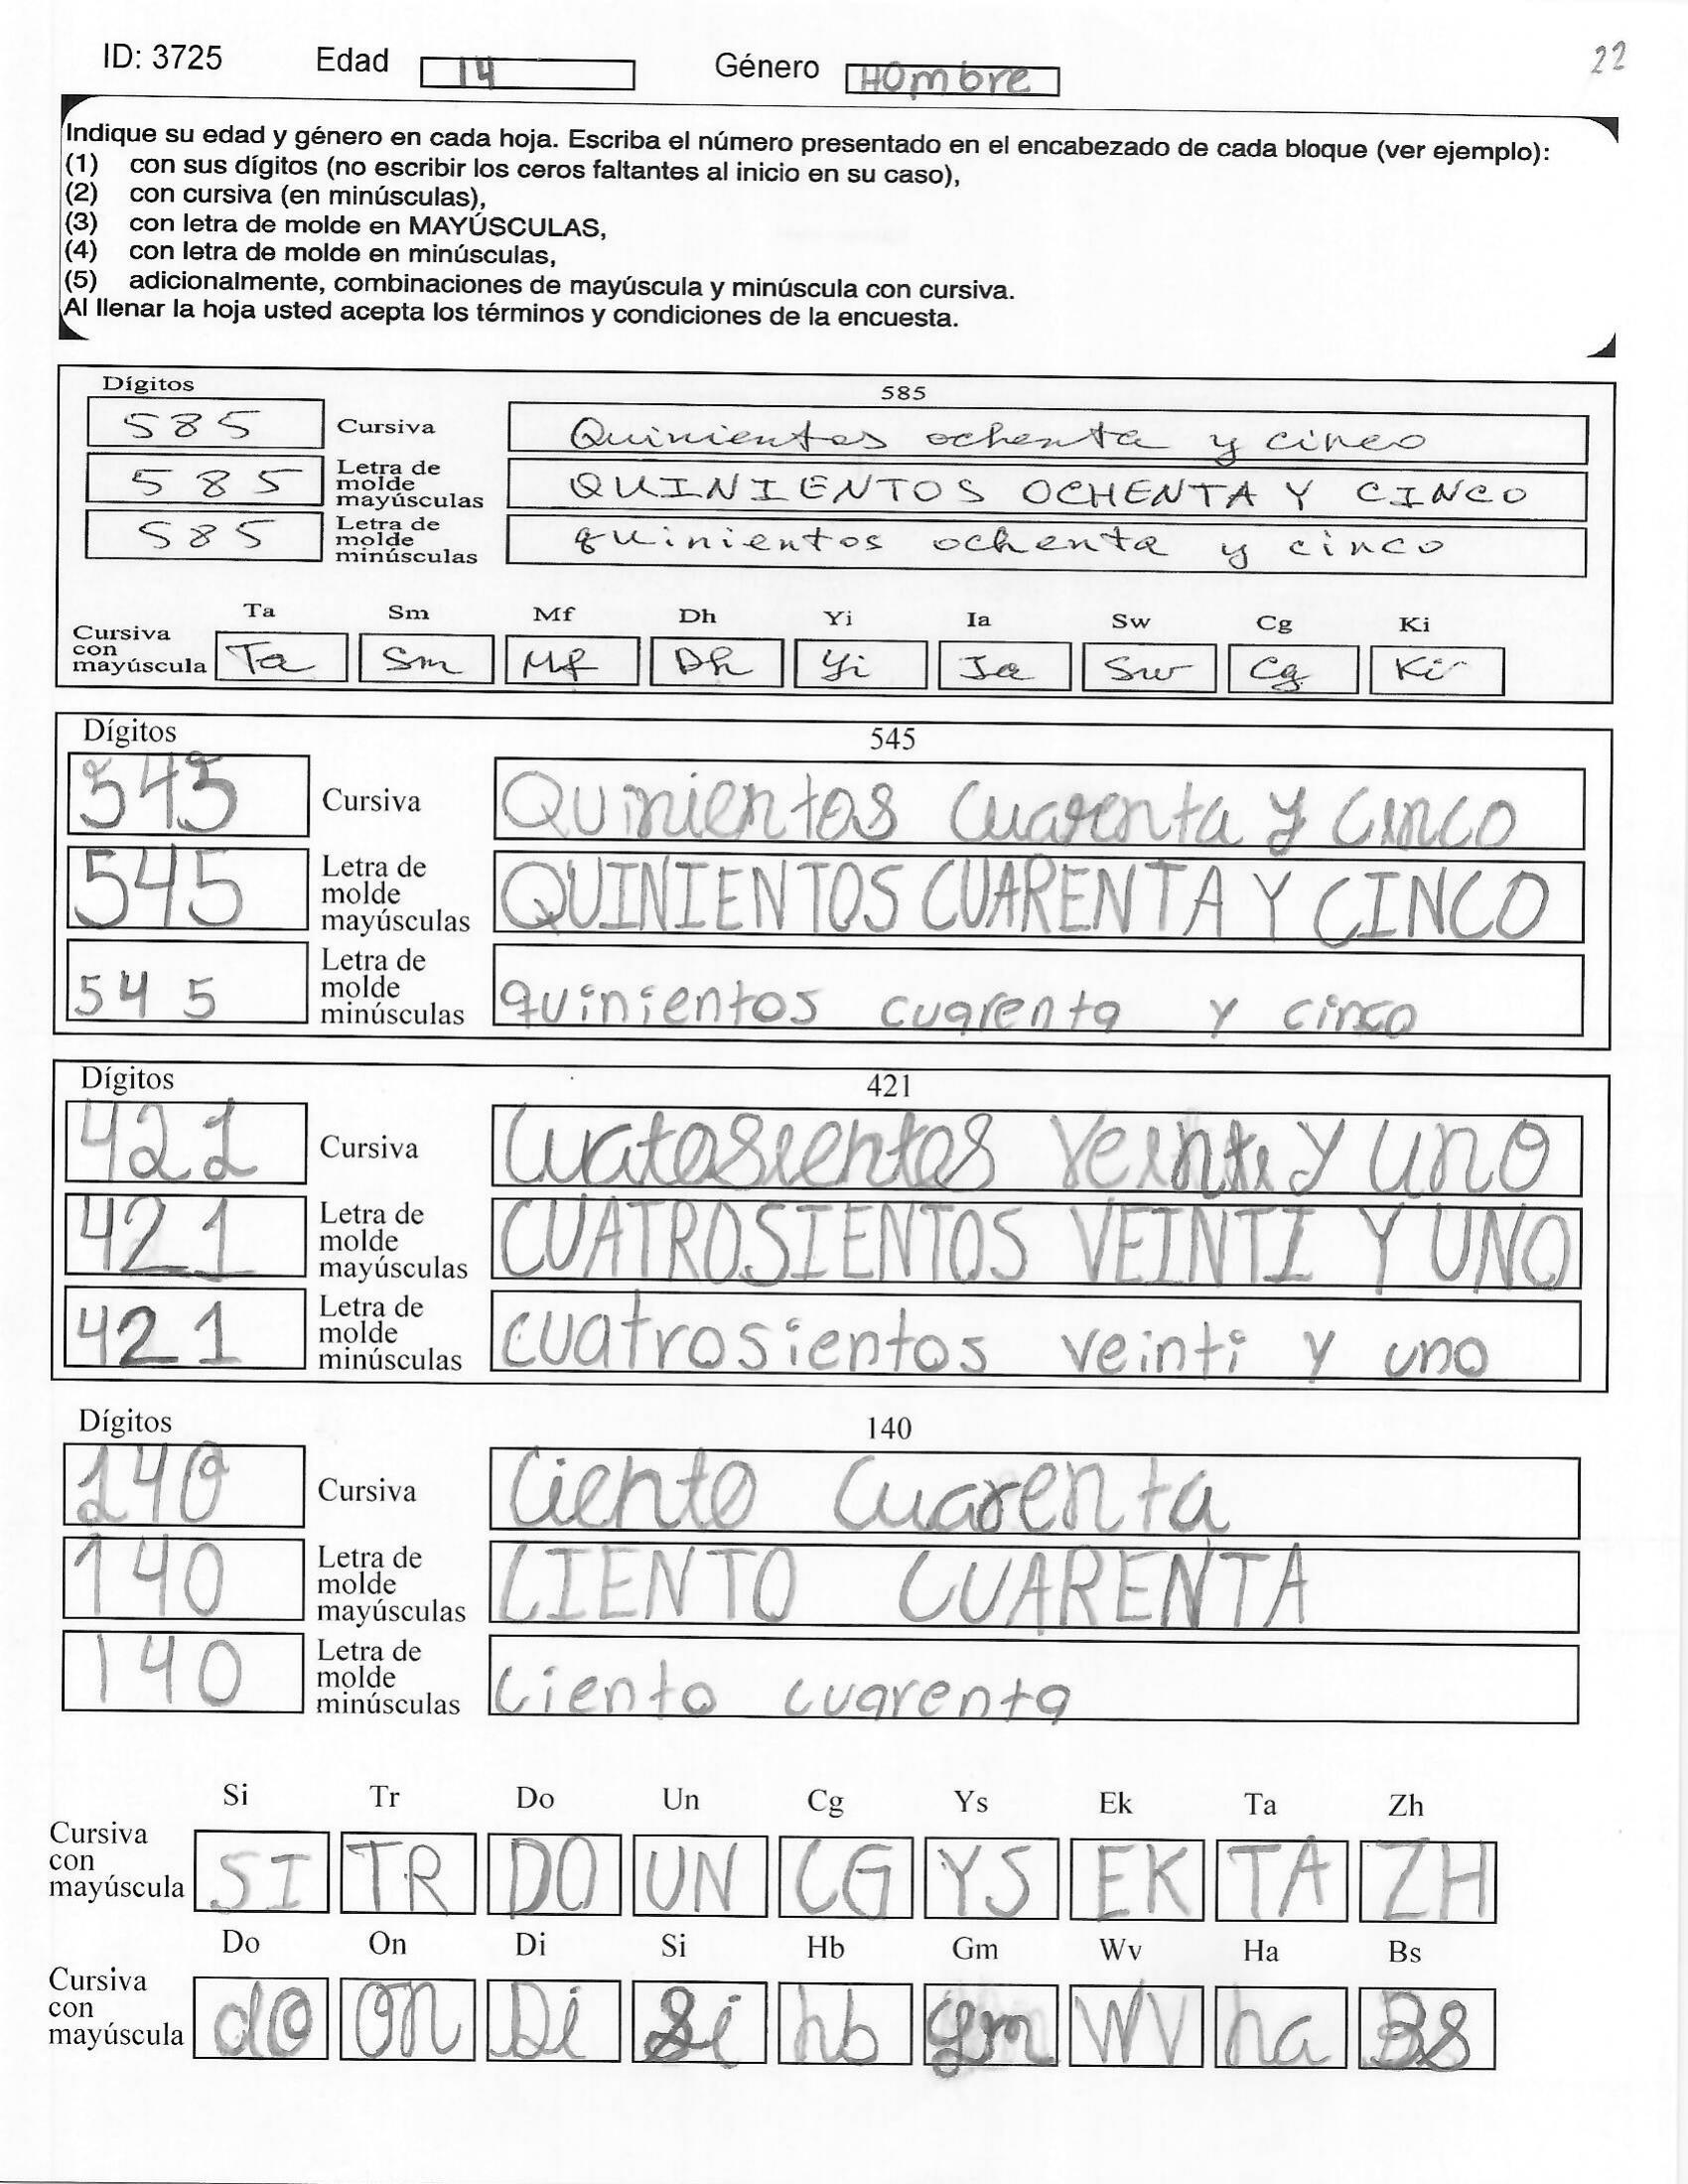 ID: 3725 Edad 14 Género HOmbre 22
Indique su edad y género en cada hoja. Escriba el número presentado en el encabezado de cada bloque (ver ejemplo):
(1) con sus dígitos (no escribir los ceros faltantes al inicio en su caso),
(2) con cursiva (en minúsculas),
(3) con letra de molde en MAYÚSCULAS,
(4) con letra de molde en minúsculas,
(5) adicionalmente, combinaciones de mayúscula y minúscula con cursiva.
Al llenar la hoja usted acepta los términos y condiciones de la encuesta.
Dígitos 585
585 Cursiva Quinientos ochenta y cinco
585 Letra de molde mayúsculas QUINIENTOS OCHENTA Y CINCO
585 Letra de molde minúsculas quinientos ochenta y cinco
Ta Sm Mf Dh Yi Ia Sw Cg Ki
Cursiva con mayúscula Ta Sm Mf Dh Yi Ia Sw Cg Ki
Dígitos 545
545 Cursiva Quinientos cuarenta y cinco
545 Letra de molde mayúsculas QUINIENTOS CUARENTA Y CINCO
545 Letra de molde minúsculas quinientos cuarenta y cinco
Dígitos 421
421 Cursiva Cuatosientos veinti y uno
421 Letra de molde mayúsculas CUATROSIENTOS VEINTI Y UNO
421 Letra de molde minúsculas cuatrosientos veinti y uno
Dígitos 140
140 Cursiva Ciento Cuarenta
140 Letra de molde mayúsculas CIENTO CUARENTA
140 Letra de molde minúsculas ciento cuarenta
Si Tr Do Un Cg Ys Ek Ta Zh
Cursiva con mayúscula SI TR DO UN CG YS EK TA ZH
Do On Di Si Hb Gm Wv Ha Bs
Cursiva con mayúscula do On Di Si hb gm WV ha BS